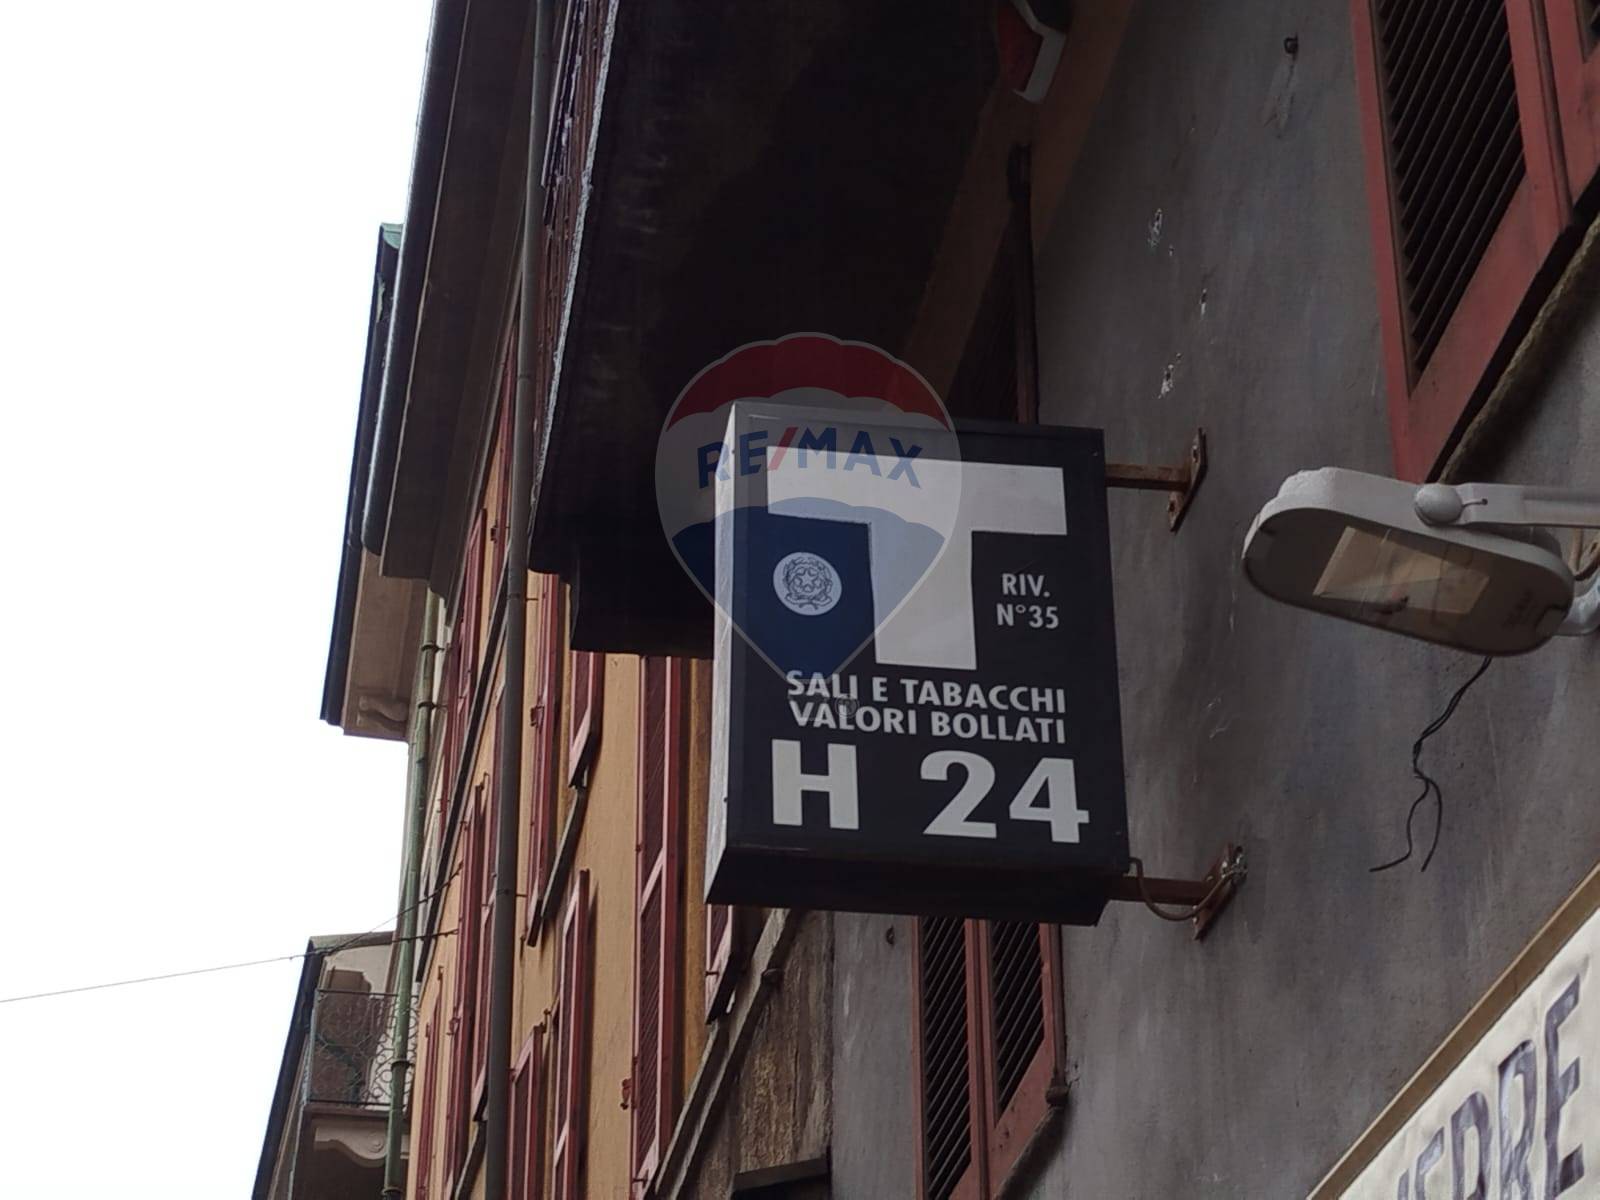 RE/MAX
RIV.
N°35
SALI E TABACCHI
VALORI BOLLATI
H 24